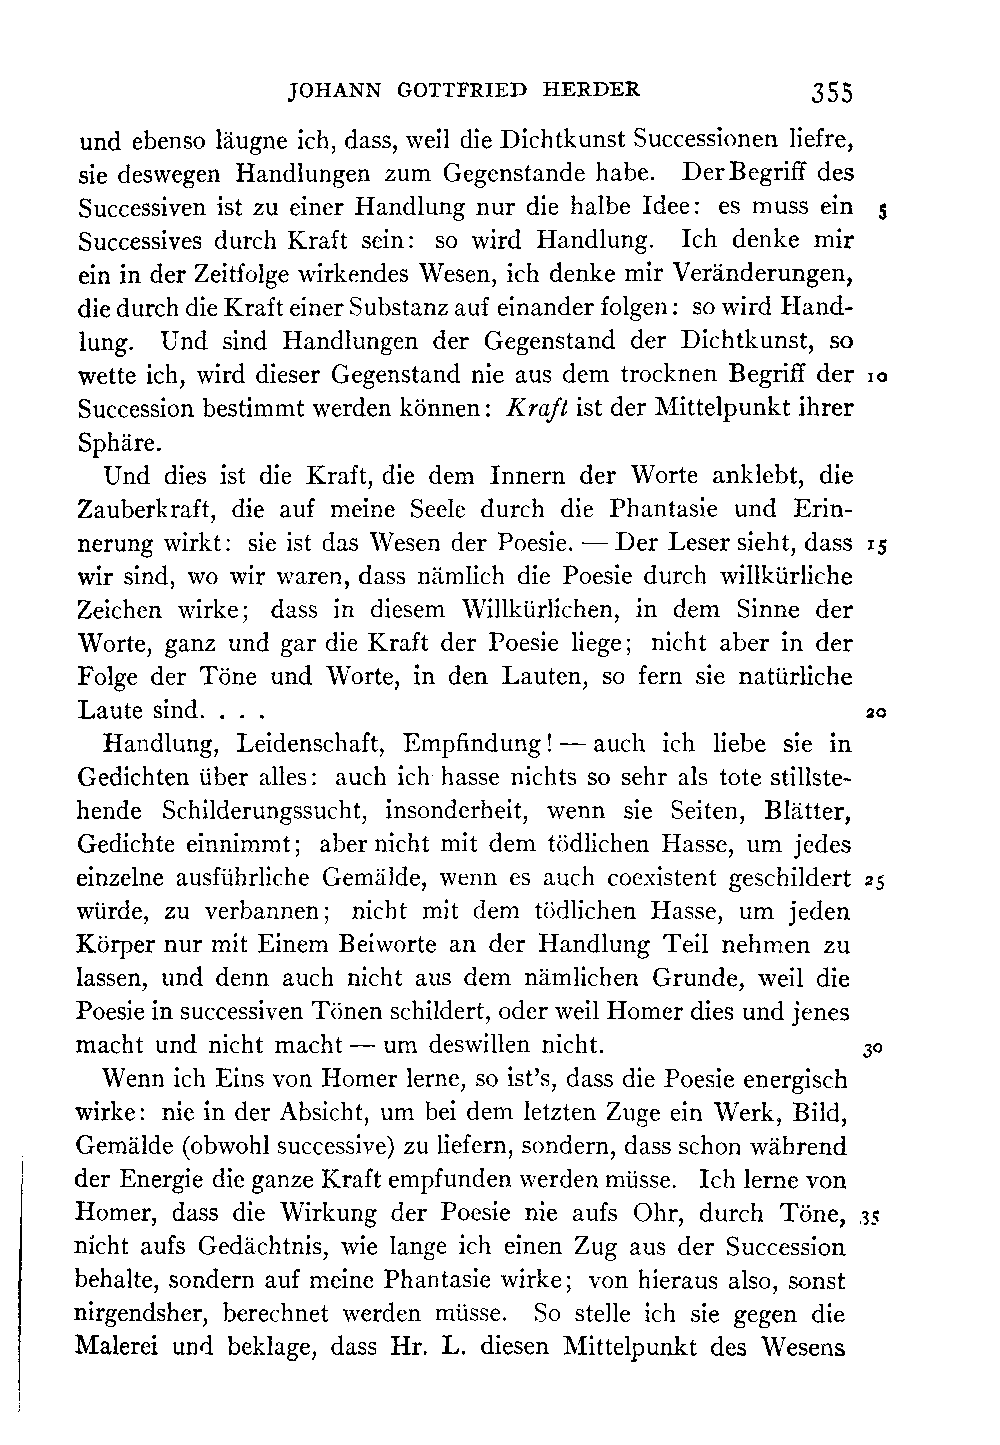 JOHANN GOTTFRIED HERDER 355
und ebenso läugne ich, dass, weil die Dichtkunst Successionen liefre,
sie deswegen Handlungen zum Gegenstande habe. Der Begriff des
Successiven ist zu einer Handlung nur die halbe Idee: es muss ein 5
Successives durch Kraft sein: so wird Handlung. Ich denke mir
ein in der Zeitfolge wirkendes Wesen, ich denke mir Veränderungen,
die durch die Kraft einer Substanz auf einander folgen: so wird Hand-
lung. Und sind Handlungen der Gegenstand der Dichtkunst, so
wette ich, wird dieser Gegenstand nie aus dem trocknen Begriff der 10
Succession bestimmt werden können: Kraft ist der Mittelpunkt ihrer
Sphäre.
Und dies ist die Kraft, die dem Innern der Worte anklebt, die
Zauberkraft, die auf meine Seele durch die Phantasie und Erin-
nerung wirkt: sie ist das Wesen der Poesie. — Der Leser sieht, dass 15
wir sind, wo wir waren, dass nämlich die Poesie durch willkürliche
Zeichen wirke; dass in diesem Willkürlichen, in dem Sinne der
Worte, ganz und gar die Kraft der Poesie liege; nicht aber in der
Folge der Töne und Worte, in den Lauten, so fern sie natürliche
Laute sind. . . . 20
Handlung, Leidenschaft, Empfindung! — auch ich liebe sie in
Gedichten über alles: auch ich hasse nichts so sehr als tote stillste-
hende Schilderungssucht, insonderheit, wenn sie Seiten, Blätter,
Gedichte einnimmt; aber nicht mit dem tödlichen Hasse, um jedes
einzelne ausführliche Gemälde, wenn es auch coexistent geschildert 25
würde, zu verbannen; nicht mit dem tödlichen Hasse, um jeden
Körper nur mit Einem Beiworte an der Handlung Teil nehmen zu
lassen, und denn auch nicht aus dem nämlichen Grunde, weil die
Poesie in successiven Tönen schildert, oder weil Homer dies und jenes
macht und nicht macht — um deswillen nicht. 30
Wenn ich Eins von Homer lerne, so ist's, dass die Poesie energisch
wirke: nie in der Absicht, um bei dem letzten Zuge ein Werk, Bild,
Gemälde (obwohl successive) zu liefern, sondern, dass schon während
der Energie die ganze Kraft empfunden werden müsse. Ich lerne von
Homer, dass die Wirkung der Poesie nie aufs Ohr, durch Töne, 35
nicht aufs Gedächtnis, wie lange ich einen Zug aus der Succession
behalte, sondern auf meine Phantasie wirke; von hieraus also, sonst
nirgendsher, berechnet werden müsse. So stelle ich sie gegen die
Malerei und beklage, dass Hr. L. diesen Mittelpunkt des Wesens